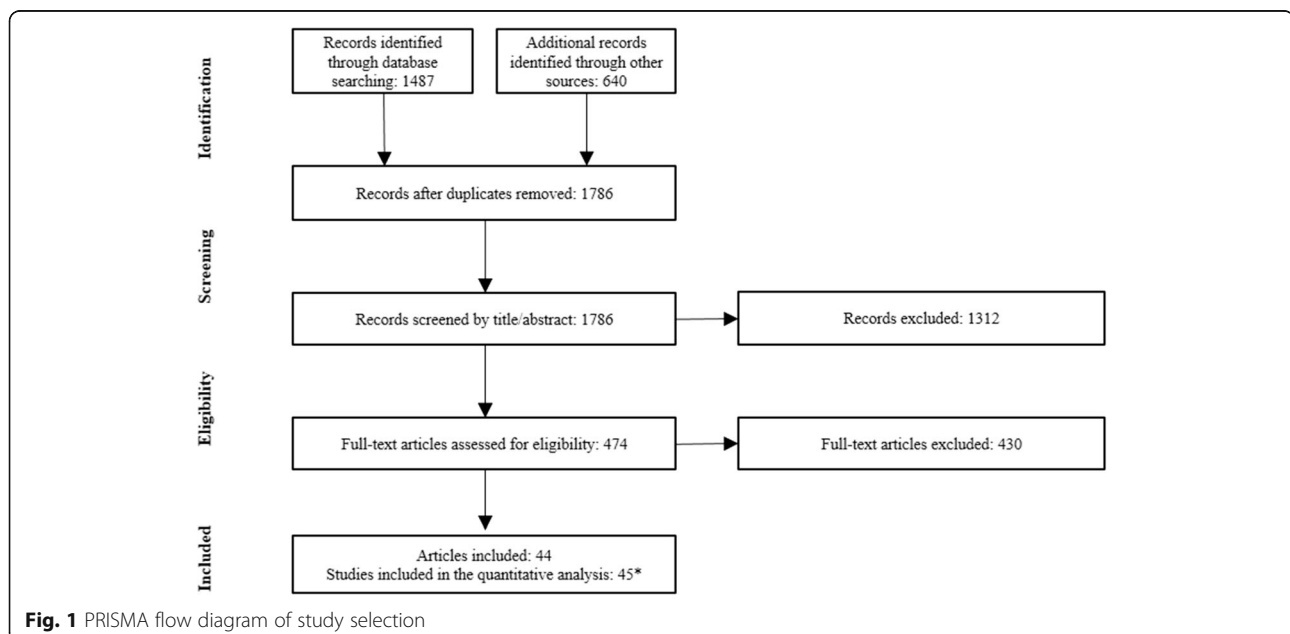 Identification
Records identified
through database
searching: 1487
Additional records
identified through other
sources: 640
Records after duplicates removed: 1786
Screening
Records screened by title/abstract: 1786
Records excluded: 1312
Eligibility
Full-text articles assessed for eligibility: 474
Full-text articles excluded: 430
Included
Articles included: 44
Studies included in the quantitative analysis: 45*
Fig. 1 PRISMA flow diagram of study selection